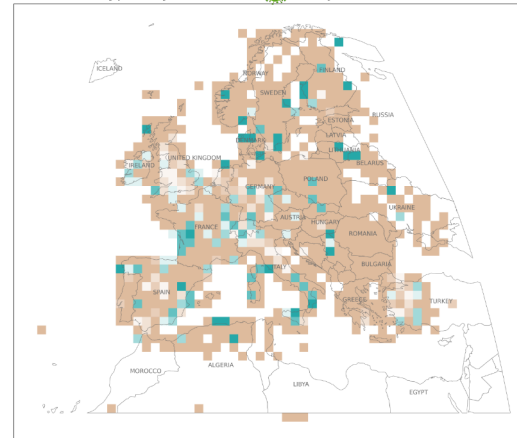 ICELAND
NORWAY
FINLAND
SWEDEN
RUSSIA
ESTONIA
LATVIA
LITHUANIA
BELARUS
UNITED KINGDOM
IRELAND
POLAND
GERMANY
UKRAINE
AUSTRIA
HUNGARY
FRANCE
ROMANIA
ITALY
BULGARIA
SPAIN
GREECE
TURKEY
ALGERIA
MOROCCO
LIBYA
EGYPT